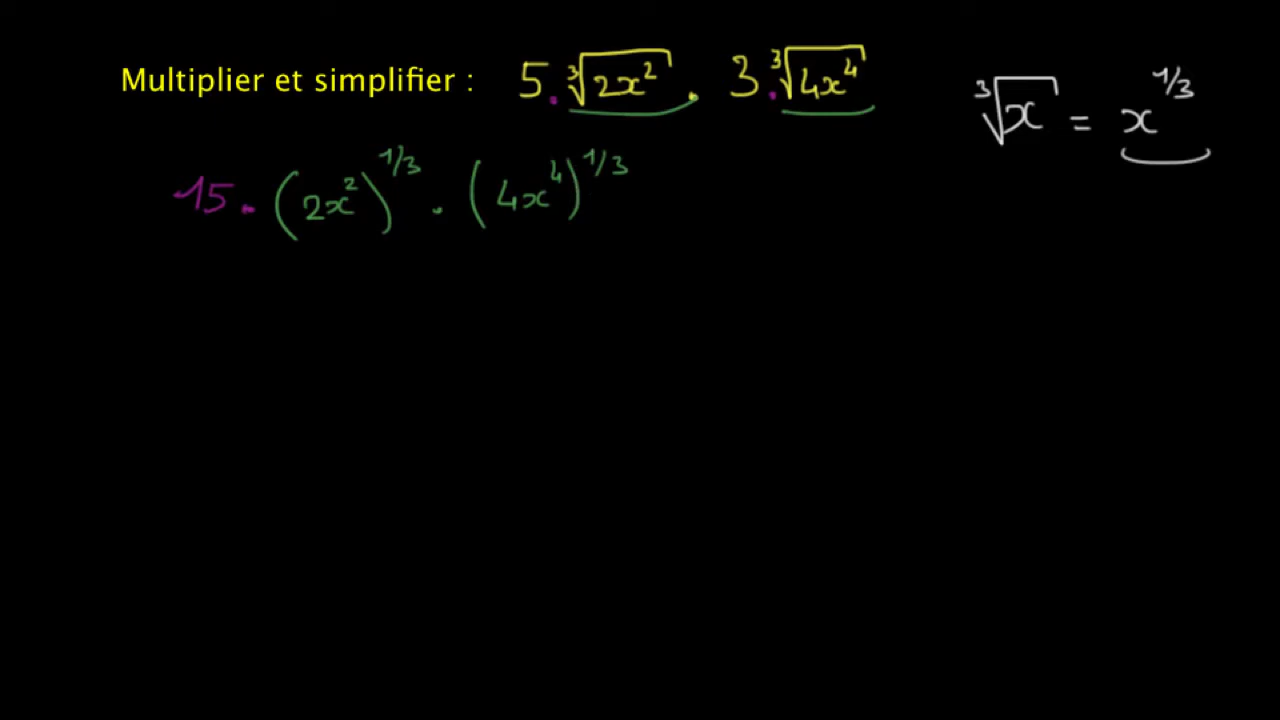 Multiplier et simplifier : 5 . ∛(2x²) . 3 . ∛(4x⁴)
∛x = x^(1/3)
15 . (2x²)^(1/3) . (4x⁴)^(1/3)